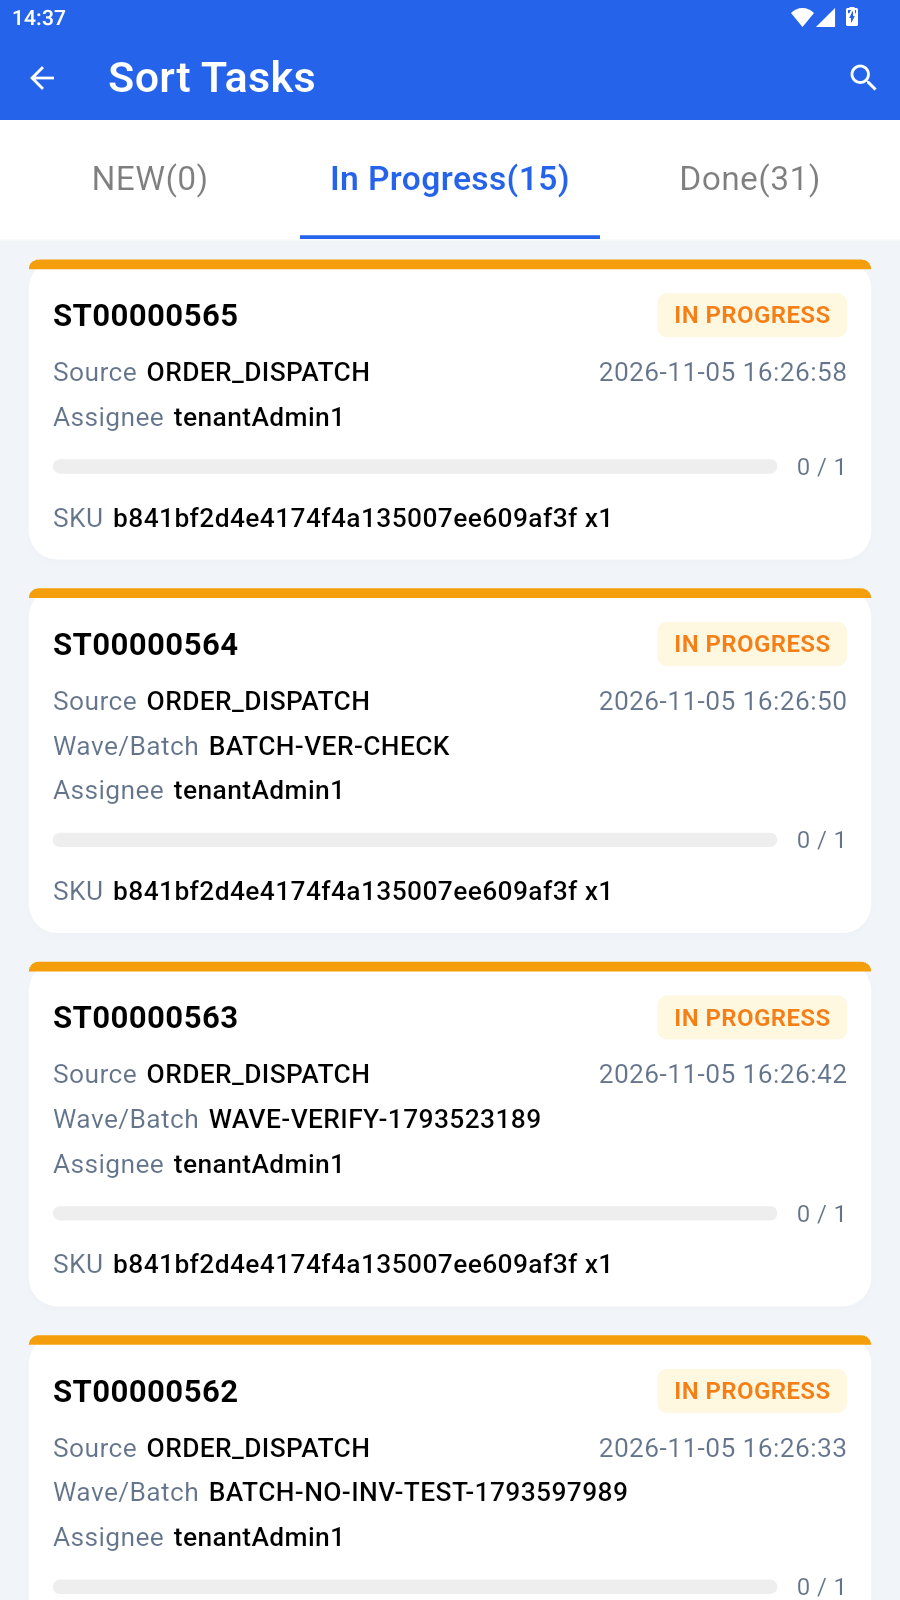 14:37
Sort Tasks
NEW(0) In Progress(15) Done(31)
ST00000565 IN PROGRESS
Source ORDER_DISPATCH 2026-11-05 16:26:58
Assignee tenantAdmin1
0 / 1
SKU b841bf2d4e4174f4a135007ee609af3f x1
ST00000564 IN PROGRESS
Source ORDER_DISPATCH 2026-11-05 16:26:50
Wave/Batch BATCH-VER-CHECK
Assignee tenantAdmin1
0 / 1
SKU b841bf2d4e4174f4a135007ee609af3f x1
ST00000563 IN PROGRESS
Source ORDER_DISPATCH 2026-11-05 16:26:42
Wave/Batch WAVE-VERIFY-1793523189
Assignee tenantAdmin1
0 / 1
SKU b841bf2d4e4174f4a135007ee609af3f x1
ST00000562 IN PROGRESS
Source ORDER_DISPATCH 2026-11-05 16:26:33
Wave/Batch BATCH-NO-INV-TEST-1793597989
Assignee tenantAdmin1
0 / 1